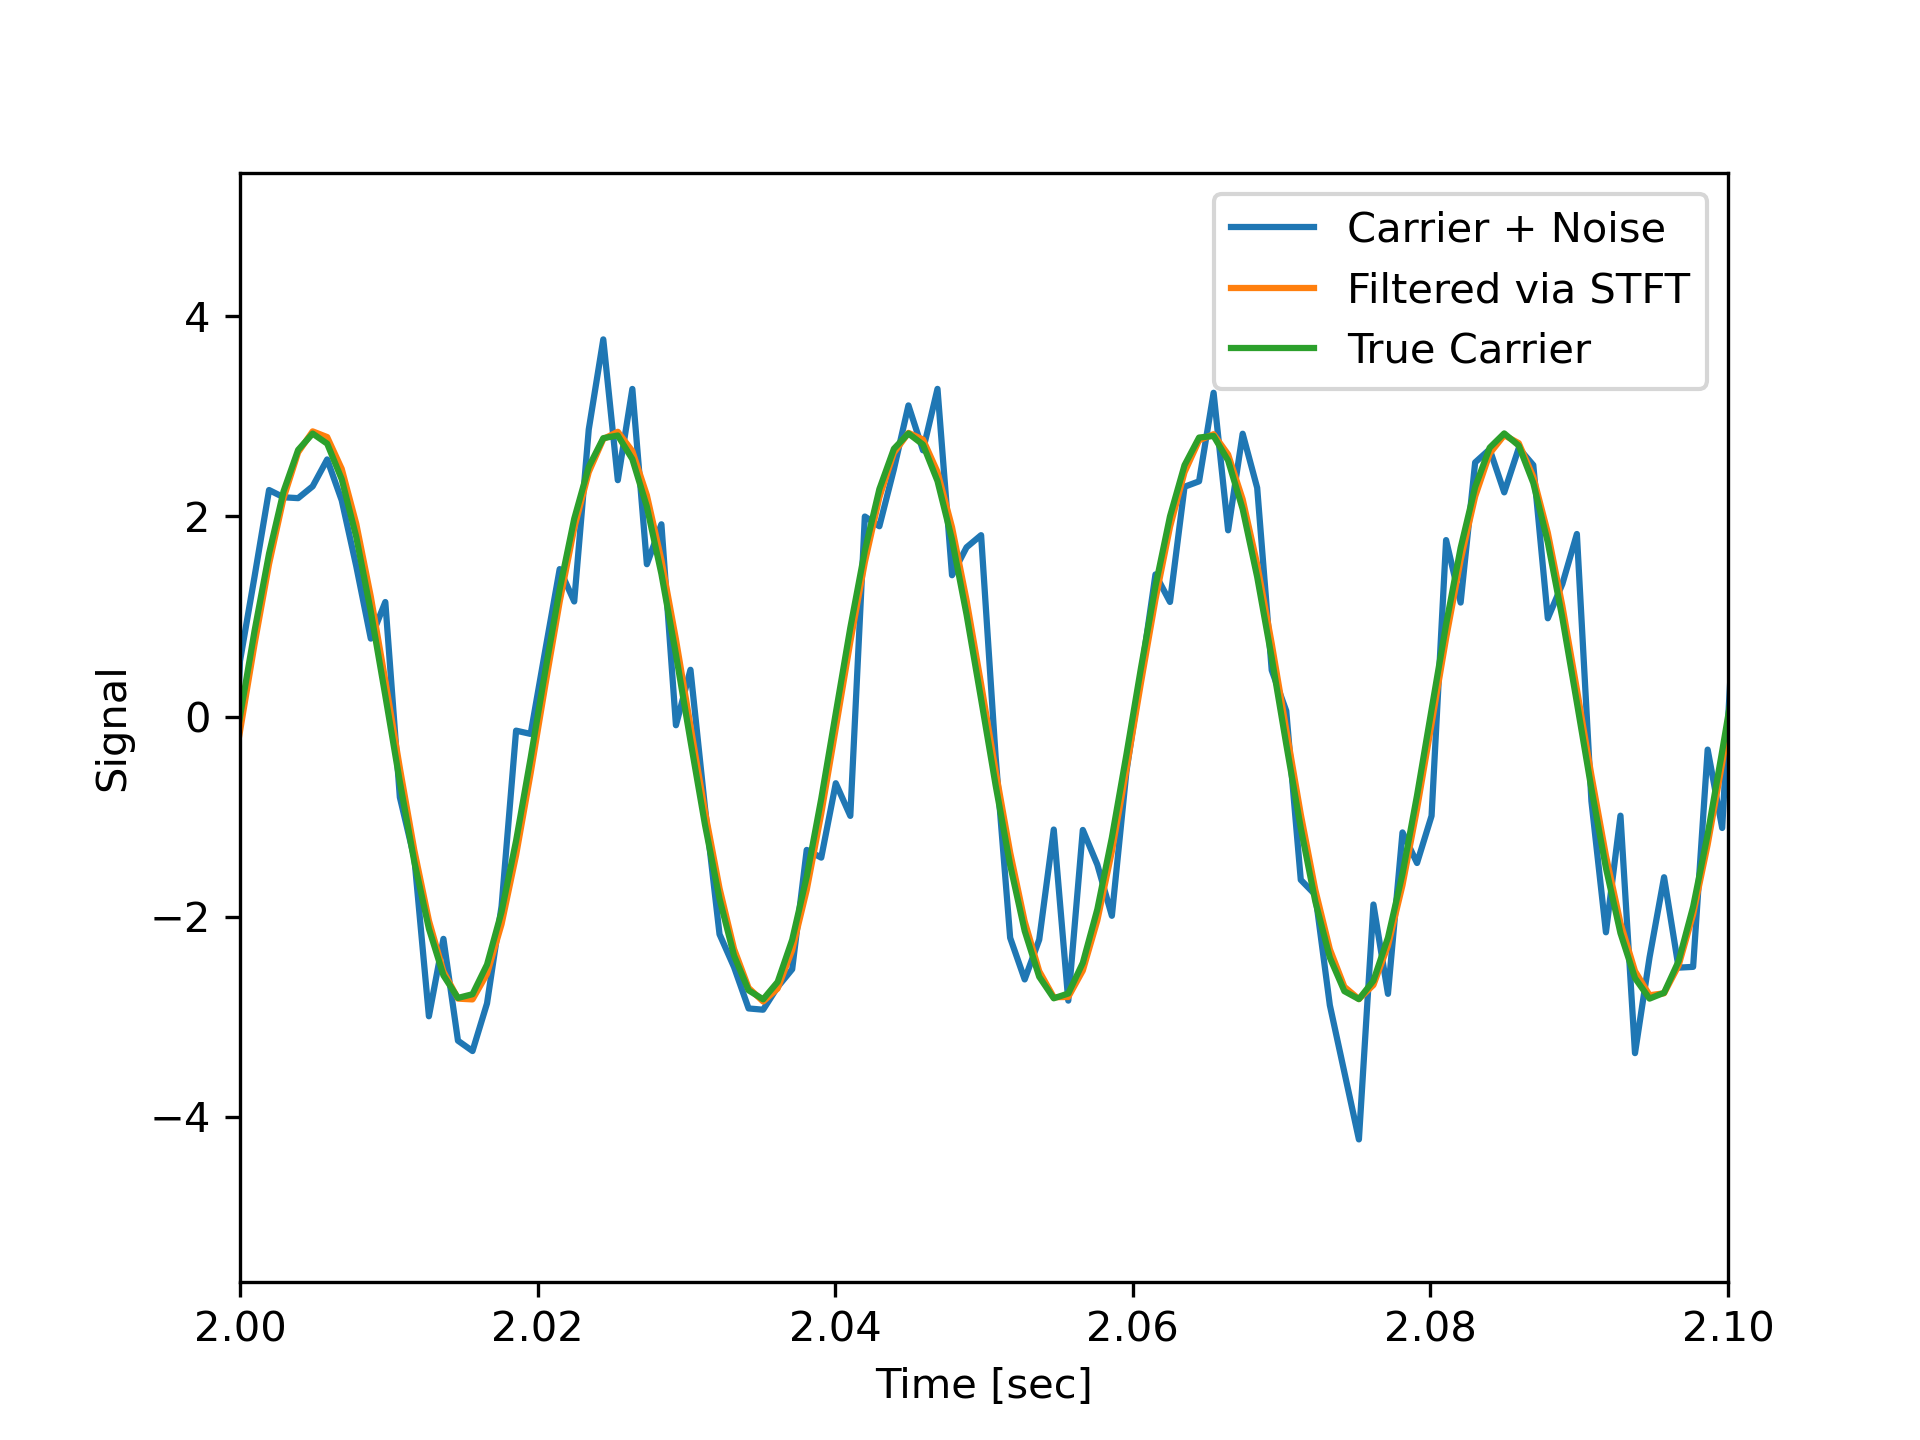 Carrier + Noise
Filtered via STFT
True Carrier
4
2
0
−2
−4
Signal
2.00 2.02 2.04 2.06 2.08 2.10
Time [sec]